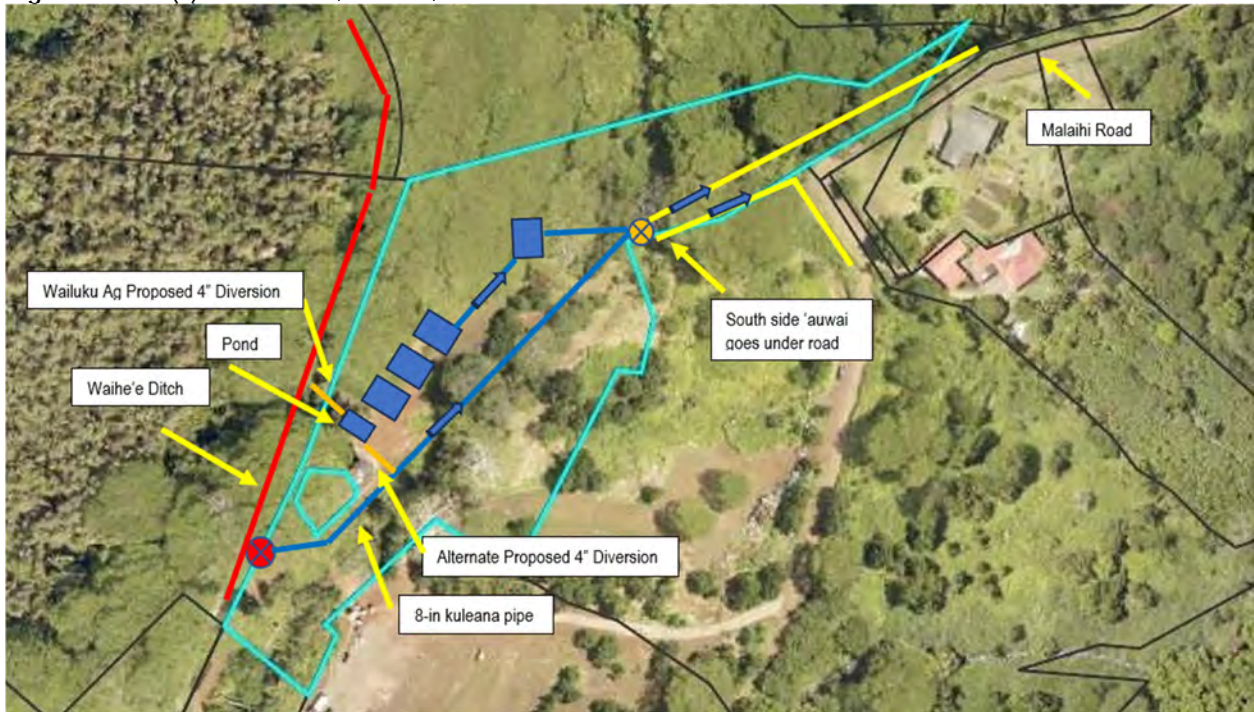 Malaihi Road
Wailuku Ag Proposed 4" Diversion
Pond
Waihe'e Ditch
South side 'auwai
goes under road
Alternate Proposed 4" Diversion
8-in kuleana pipe